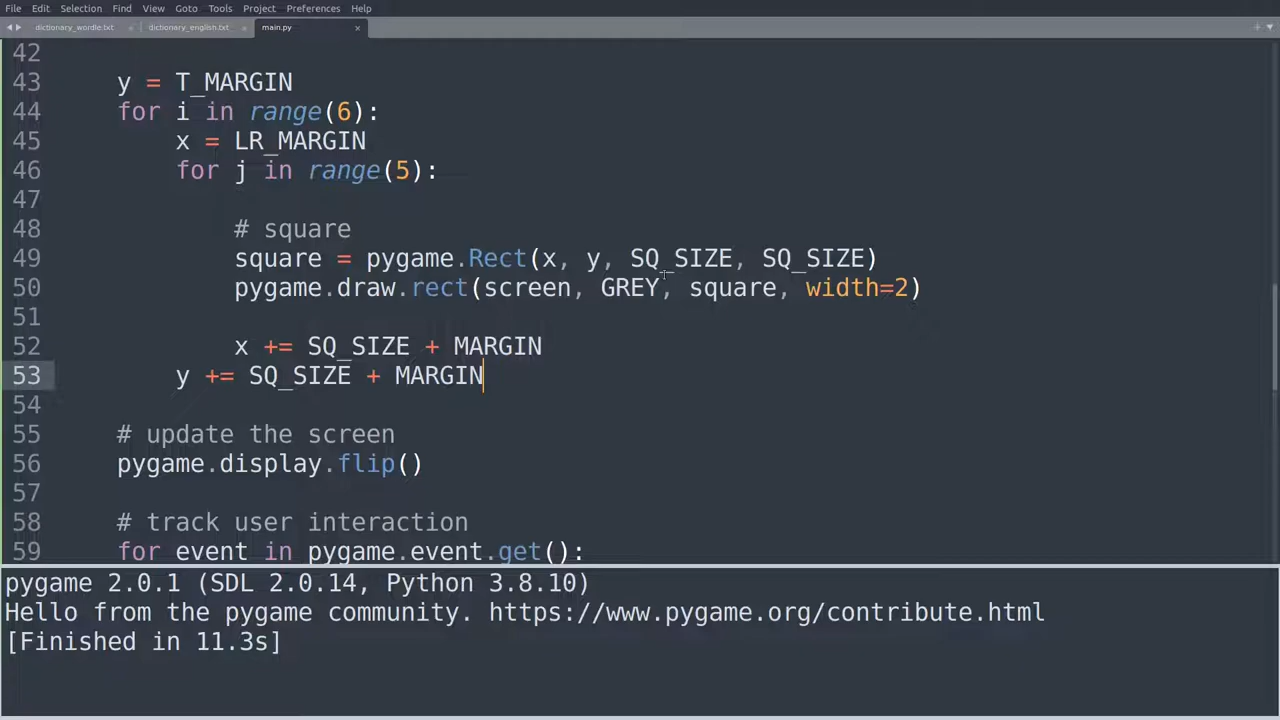 File Edit Selection Find View Goto Tools Project Preferences Help
dictionary_wordle.txt dictionary_english.txt main.py
42
43 y = T_MARGIN
44 for i in range(6):
45 x = LR_MARGIN
46 for j in range(5):
47
48 # square
49 square = pygame.Rect(x, y, SQ_SIZE, SQ_SIZE)
50 pygame.draw.rect(screen, GREY, square, width=2)
51
52 x += SQ_SIZE + MARGIN
53 y += SQ_SIZE + MARGIN
54
55 # update the screen
56 pygame.display.flip()
57
58 # track user interaction
59 for event in pygame.event.get():
pygame 2.0.1 (SDL 2.0.14, Python 3.8.10)
Hello from the pygame community. https://www.pygame.org/contribute.html
[Finished in 11.3s]